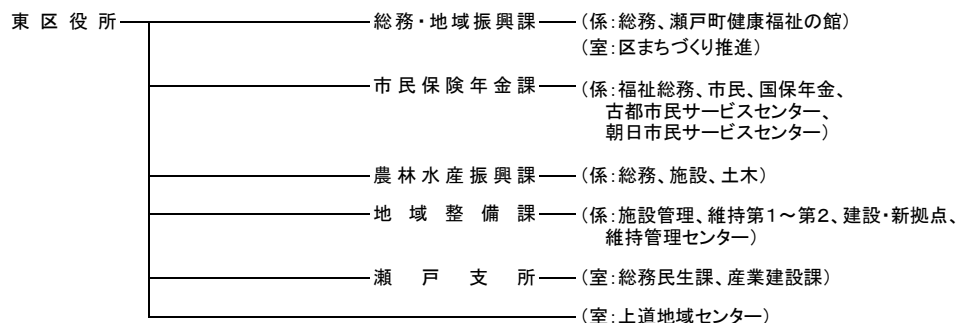 東区役所 総務・地域振興課 (係:総務、瀬戸町健康福祉の館)
(室:区まちづくり推進)
市民保険年金課 (係:福祉総務、市民、国保年金、
古都市民サービスセンター、
朝日市民サービスセンター)
農林水産振興課 (係:総務、施設、土木)
地域整備課 (係:施設管理、維持第1~第2、建設・新拠点、
維持管理センター)
瀬戸支所 (室:総務民生課、産業建設課)
(室:上道地域センター)